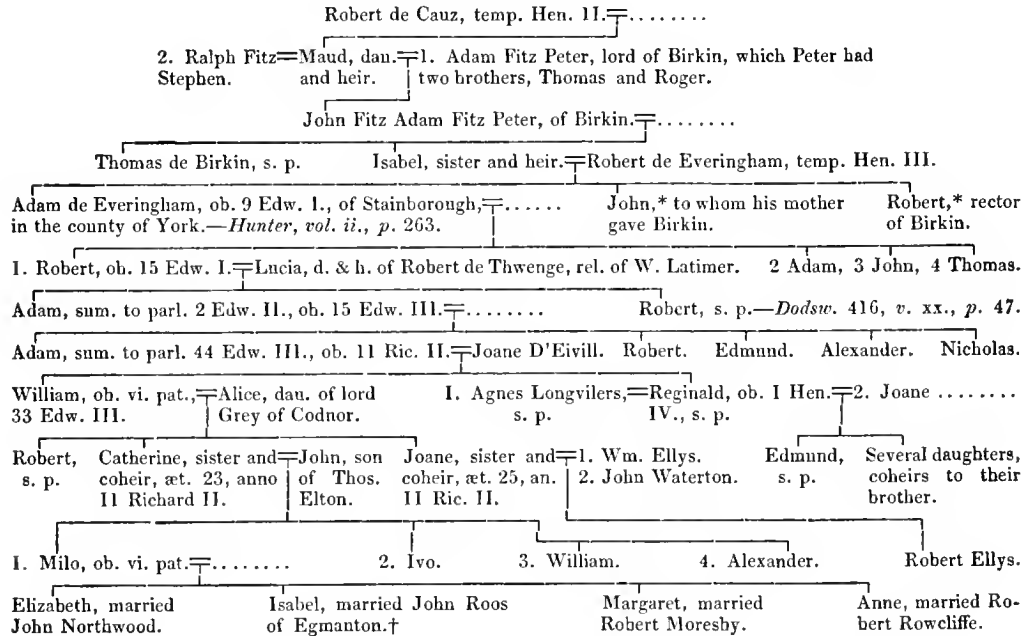 Robert de Cauz, temp. Hen. II.........
2. Ralph Fitz Stephen.=Maud, dau. and heir.=1. Adam Fitz Peter, lord of Birkin, which Peter had two brothers, Thomas and Roger.
John Fitz Adam Fitz Peter, of Birkin.=........
Thomas de Birkin, s. p. Isabel, sister and heir.=Robert de Everingham, temp. Hen. III.
Adam de Everingham, ob. 9 Edw. I., of Stainborough,=...... John,* to whom his mother Robert,* rector
in the county of York.—Hunter, vol. ii., p. 263. gave Birkin. of Birkin.
1. Robert, ob. 15 Edw. I.=Lucia, d. & h. of Robert de Thwenge, rel. of W. Latimer. 2 Adam, 3 John, 4 Thomas.
Adam, sum. to parl. 2 Edw. II., ob. 15 Edw. III.=........ Robert, s. p.—Dodsw. 416, v. xx., p. 47.
Adam, sum. to parl. 44 Edw. III., ob. 11 Ric. II.=Joane D'Eivill. Robert. Edmund. Alexander. Nicholas.
William, ob. vi. pat.,=Alice, dau. of lord I. Agnes Longvilers,=Reginald, ob. I Hen.=2. Joane ........
33 Edw. III. Grey of Codnor. s. p. IV., s. p.
Robert, Catherine, sister and=John, son Joane, sister and=1. Wm. Ellys. Edmund, Several daughters,
s. p. coheir, æt. 23, anno of Thos. coheir, æt. 25, an. 2. John Waterton. s. p. coheirs to their
11 Richard II. Elton. 11 Ric. II. brother.
1. Milo, ob. vi. pat.=........ 2. Ivo. 3. William. 4. Alexander. Robert Ellys.
Elizabeth, married Isabel, married John Roos Margaret, married Anne, married Ro-
John Northwood. of Egmanton.† Robert Moresby. bert Rowcliffe.